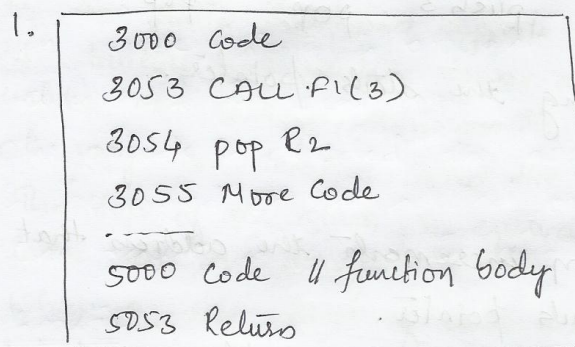 1.
3000 Code
3053 CALL F1(3)
3054 pop R2
3055 More Code
-------
5000 Code // function body
5053 Return